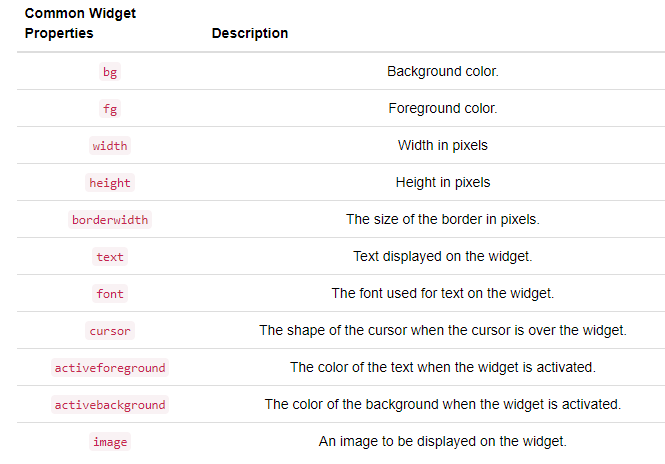 Common Widget
Properties Description
bg Background color.
fg Foreground color.
width Width in pixels
height Height in pixels
borderwidth The size of the border in pixels.
text Text displayed on the widget.
font The font used for text on the widget.
cursor The shape of the cursor when the cursor is over the widget.
activeforeground The color of the text when the widget is activated.
activebackground The color of the background when the widget is activated.
image An image to be displayed on the widget.